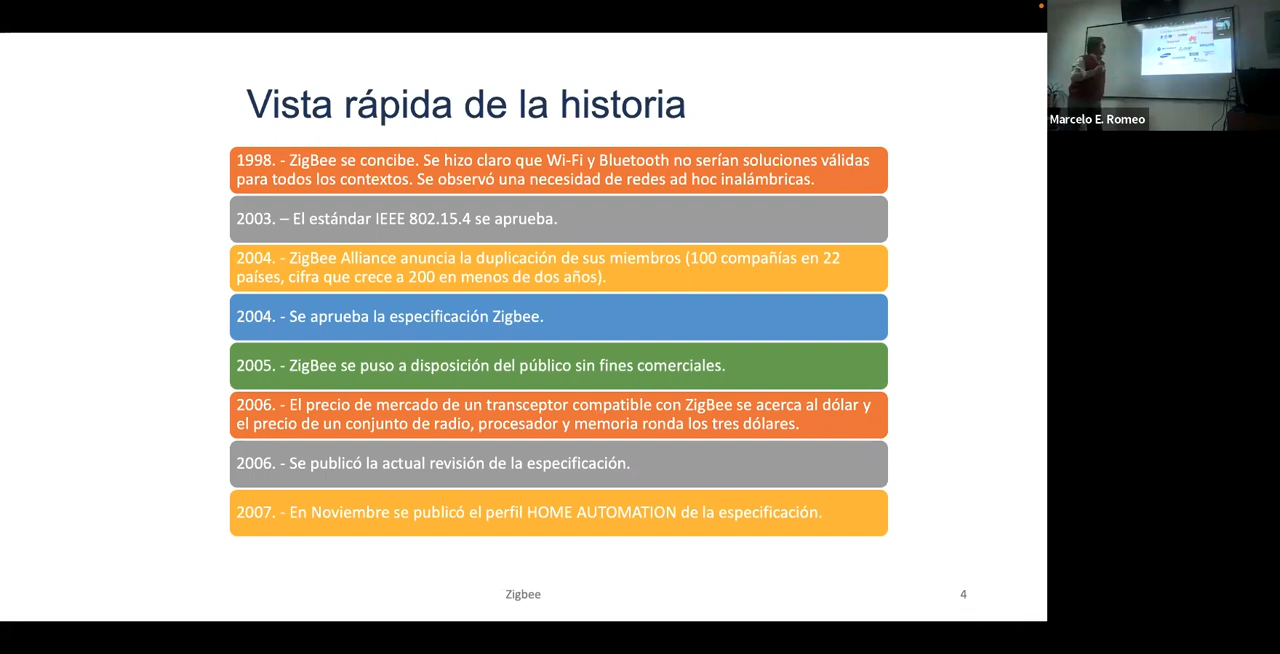 Vista rápida de la historia
1998. - ZigBee se concibe. Se hizo claro que Wi-Fi y Bluetooth no serían soluciones válidas
para todos los contextos. Se observó una necesidad de redes ad hoc inalámbricas.
2003. – El estándar IEEE 802.15.4 se aprueba.
2004. - ZigBee Alliance anuncia la duplicación de sus miembros (100 compañías en 22
países, cifra que crece a 200 en menos de dos años).
2004. - Se aprueba la especificación Zigbee.
2005. - ZigBee se puso a disposición del público sin fines comerciales.
2006. - El precio de mercado de un transceptor compatible con ZigBee se acerca al dólar y
el precio de un conjunto de radio, procesador y memoria ronda los tres dólares.
2006. - Se publicó la actual revisión de la especificación.
2007. - En Noviembre se publicó el perfil HOME AUTOMATION de la especificación.
Zigbee
4
Marcelo E. Romeo